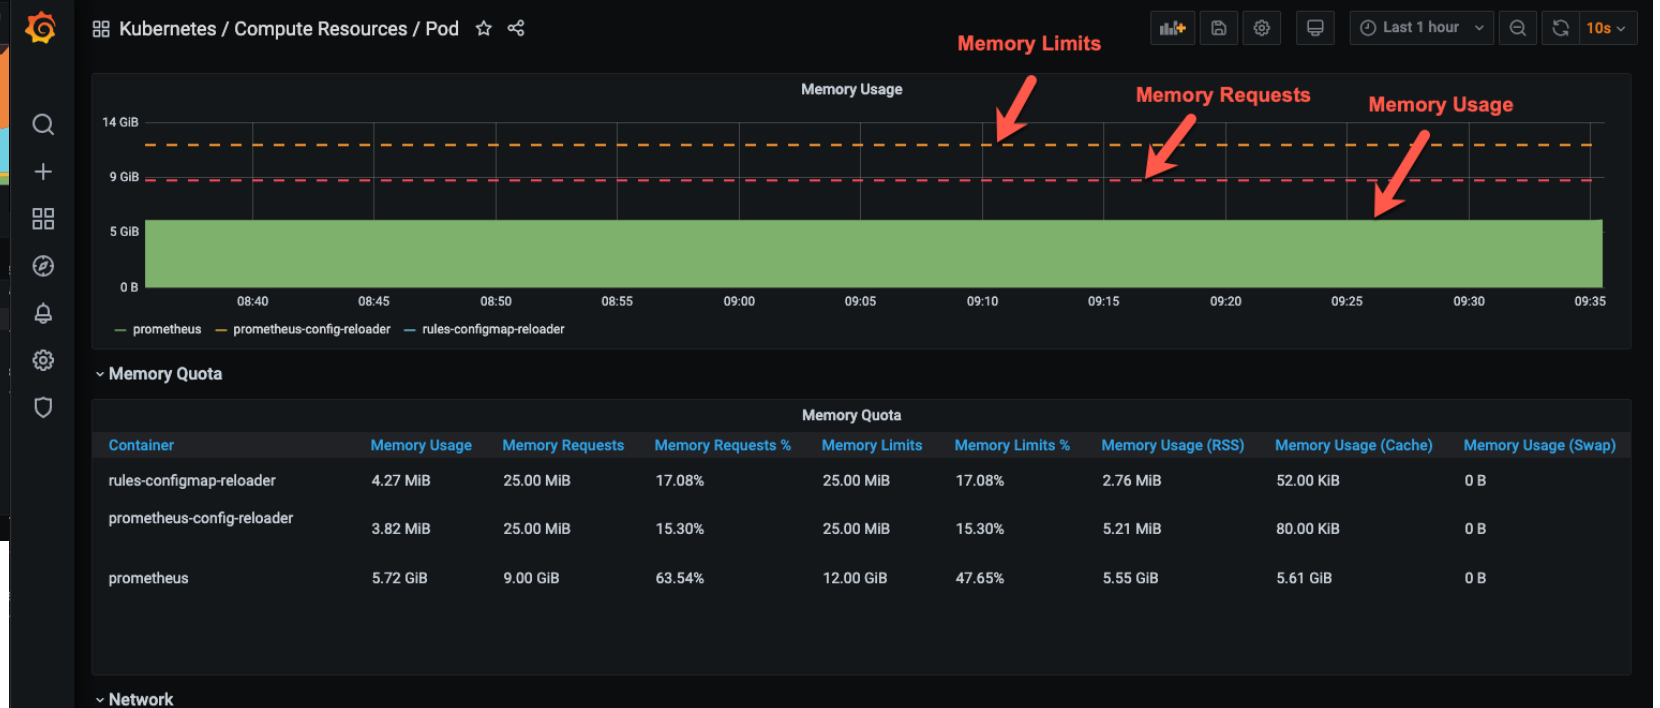 Kubernetes / Compute Resources / Pod
Last 1 hour
10s
Memory Limits
Memory Requests
Memory Usage
Memory Usage
14 GiB
9 GiB
5 GiB
0 B
08:40 08:45 08:50 08:55 09:00 09:05 09:10 09:15 09:20 09:25 09:30 09:35
prometheus prometheus-config-reloader rules-configmap-reloader
Memory Quota
Memory Quota
Container Memory Usage Memory Requests Memory Requests % Memory Limits Memory Limits % Memory Usage (RSS) Memory Usage (Cache) Memory Usage (Swap)
rules-configmap-reloader 4.27 MiB 25.00 MiB 17.08% 25.00 MiB 17.08% 2.76 MiB 52.00 KiB 0 B
prometheus-config-reloader 3.82 MiB 25.00 MiB 15.30% 25.00 MiB 15.30% 5.21 MiB 80.00 KiB 0 B
prometheus 5.72 GiB 9.00 GiB 63.54% 12.00 GiB 47.65% 5.55 GiB 5.61 GiB 0 B
Network